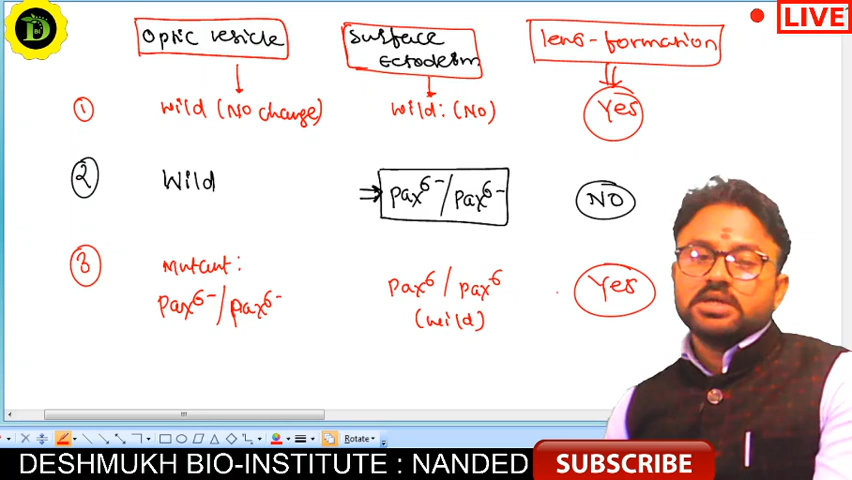 LIVE
optic vesicle
Surface
Ectoderm
lens-formation
1 wild (No change) wild: (No) Yes
2 Wild ⇒ pax6-/pax6- NO
3 Mutant: pax6-/pax6- pax6/pax6 (wild) Yes
Rotate
DESHMUKH BIO-INSTITUTE : NANDED
SUBSCRIBE